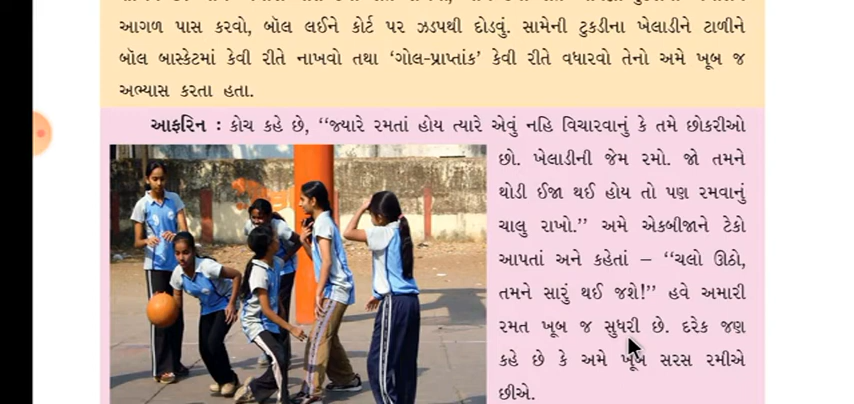 આગળ પાસ કરવો, બૉલ લઈને કોર્ટ પર ઝડપથી દોડવું. સામેની ટુકડીના ખેલાડીને ટાળીને
બૉલ બાસ્કેટમાં કેવી રીતે નાખવો તથા ‘ગોલ-પ્રાપ્તાંક’ કેવી રીતે વધારવો તેનો અમે ખૂબ જ
અભ્યાસ કરતા હતા.
આફરિન : કોચ કહે છે, ‘‘જ્યારે રમતાં હોય ત્યારે એવું નહિ વિચારવાનું કે તમે છોકરીઓ
છો. ખેલાડીની જેમ રમો. જો તમને
થોડી ઈજા થઈ હોય તો પણ રમવાનું
ચાલુ રાખો.’’ અમે એકબીજાને ટેકો
આપતાં અને કહેતાં – ‘‘ચલો ઊઠો,
તમને સારું થઈ જશે!’’ હવે અમારી
રમત ખૂબ જ સુધરી છે. દરેક જણ
કહે છે કે અમે ખૂબ સરસ રમીએ
છીએ.